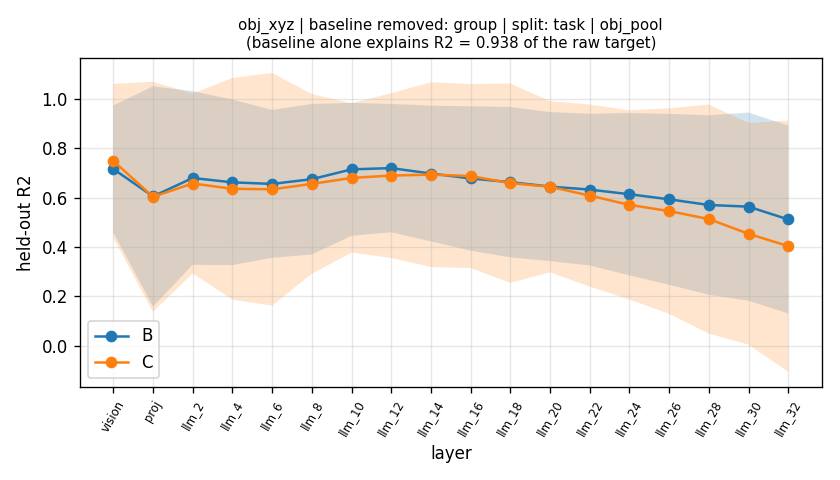 obj_xyz | baseline removed: group | split: task | obj_pool
(baseline alone explains R2 = 0.938 of the raw target)
held-out R2
1.0
0.8
0.6
0.4
0.2
0.0
B
C
vision
proj
llm_2
llm_4
llm_6
llm_8
llm_10
llm_12
llm_14
llm_16
llm_18
llm_20
llm_22
llm_24
llm_26
llm_28
llm_30
llm_32
layer